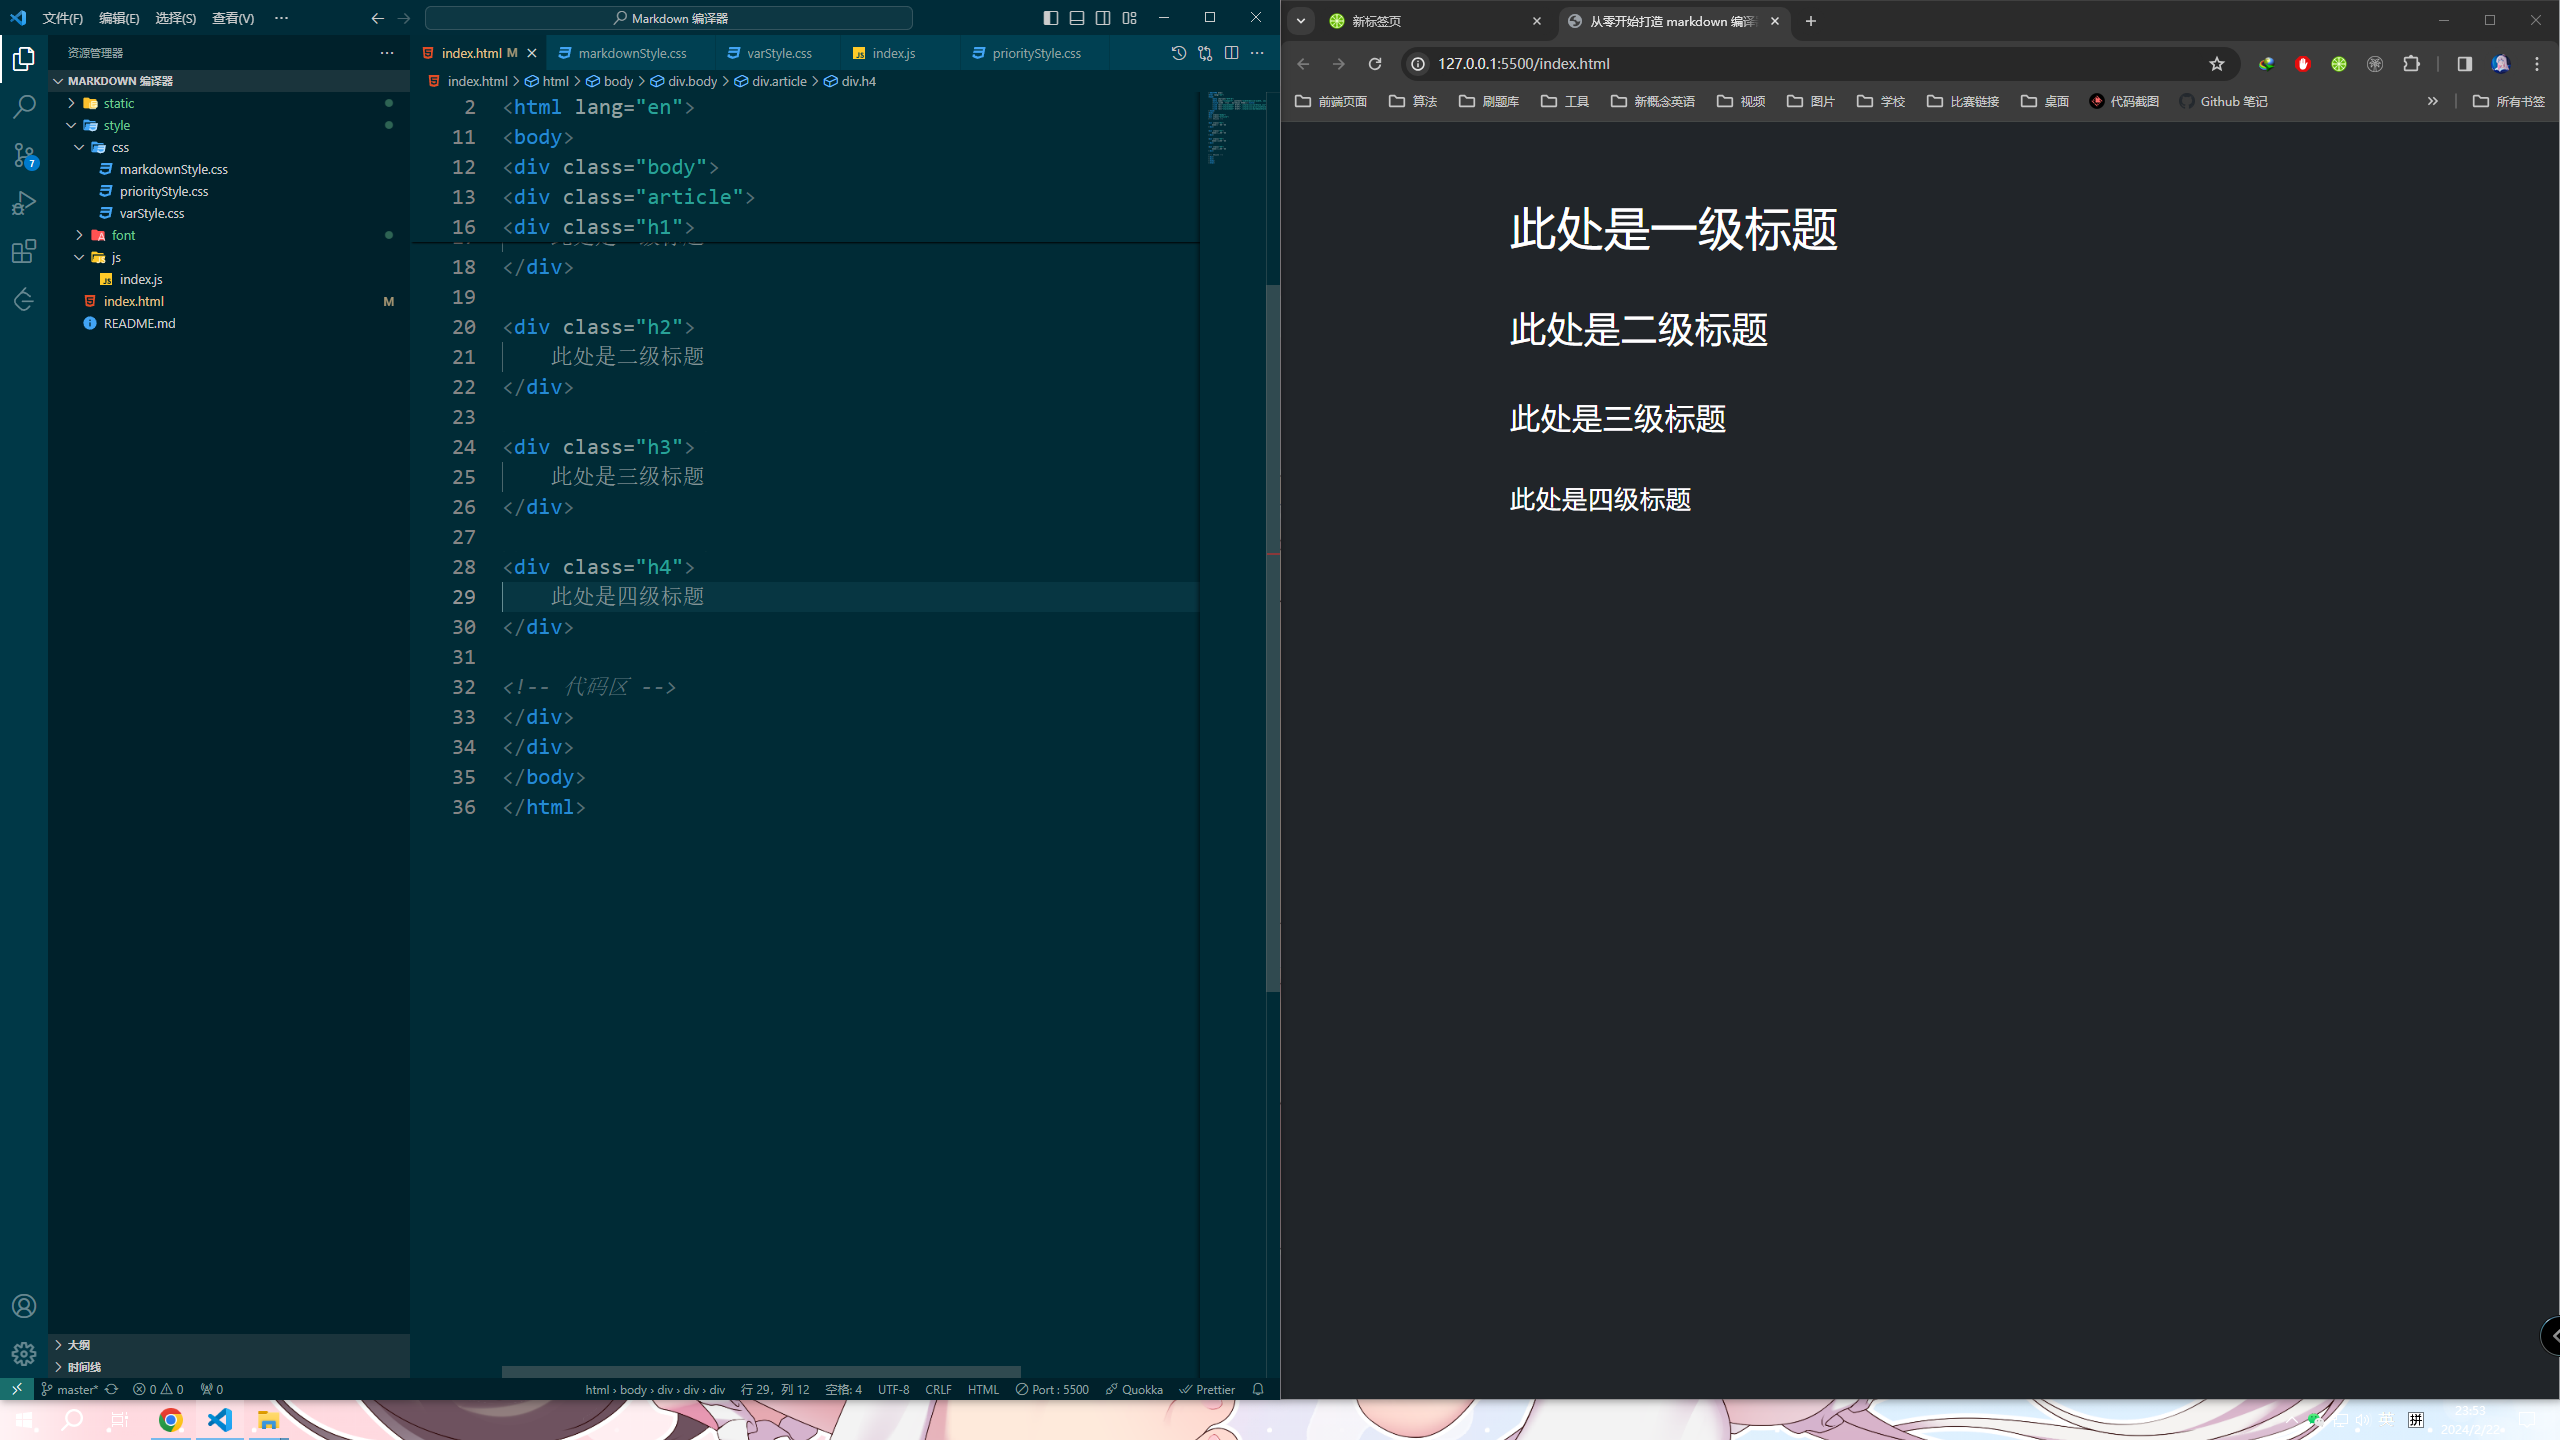 文件(F) 编辑(E) 选择(S) 查看(V) ··· Markdown 编译器
资源管理器
MARKDOWN 编译器
static
style
css
markdownStyle.css
priorityStyle.css
varStyle.css
font
js
index.js
index.html M
README.md
大纲
时间线
index.html M markdownStyle.css varStyle.css index.js priorityStyle.css
index.html > html > body > div.body > div.article > div.h4
2 <html lang="en">
11 <body>
12 <div class="body">
13 <div class="article">
16 <div class="h1">
18 </div>
19
20 <div class="h2">
21 此处是二级标题
22 </div>
23
24 <div class="h3">
25 此处是三级标题
26 </div>
27
28 <div class="h4">
29 此处是四级标题
30 </div>
31
32 <!-- 代码区 -->
33 </div>
34 </div>
35 </body>
36 </html>
7
master* 0 0 0 html › body › div › div › div 行 29，列 12 空格: 4 UTF-8 CRLF HTML Port : 5500 Quokka Prettier
新标签页 从零开始打造 markdown 编译
127.0.0.1:5500/index.html
前端页面 算法 刷题库 工具 新概念英语 视频 图片 学校 比赛链接 桌面 代码截图 Github 笔记 » 所有书签
此处是一级标题
此处是二级标题
此处是三级标题
此处是四级标题
英 拼 23:53